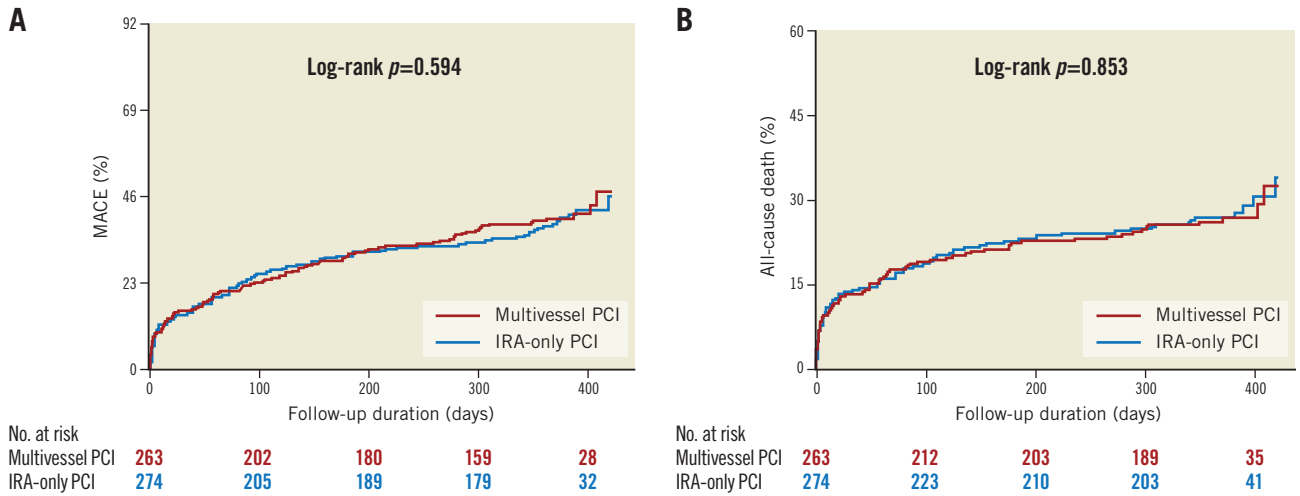 A
92
69
46
23
0
MACE (%)
Log-rank p=0.594
Multivessel PCI
IRA-only PCI
0 100 200 300 400
Follow-up duration (days)
No. at risk
Multivessel PCI 263 202 180 159 28
IRA-only PCI 274 205 189 179 32
B
60
45
30
15
0
All-cause death (%)
Log-rank p=0.853
Multivessel PCI
IRA-only PCI
0 100 200 300 400
Follow-up duration (days)
No. at risk
Multivessel PCI 263 212 203 189 35
IRA-only PCI 274 223 210 203 41